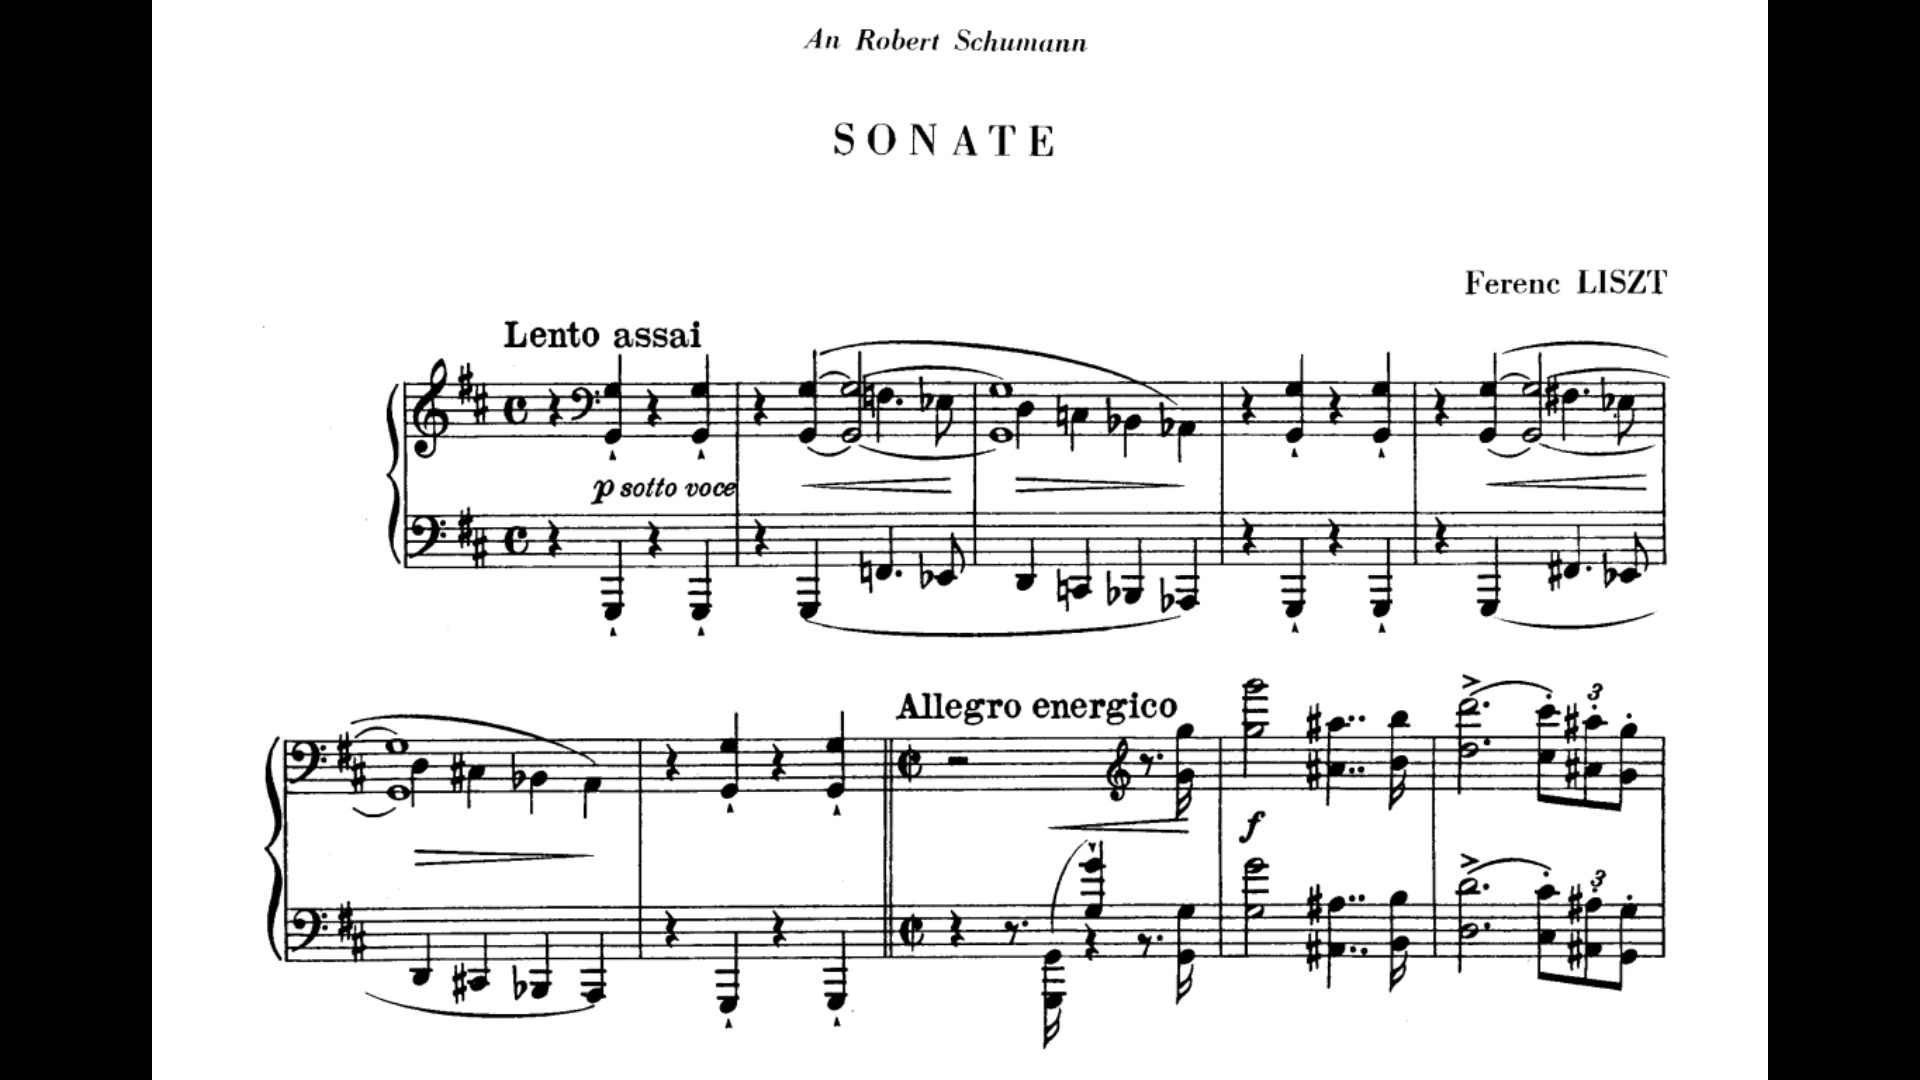 An Robert Schumann
SONATE
Ferenc LISZT
Lento assai
p sotto voce
Allegro energico
3
f
3